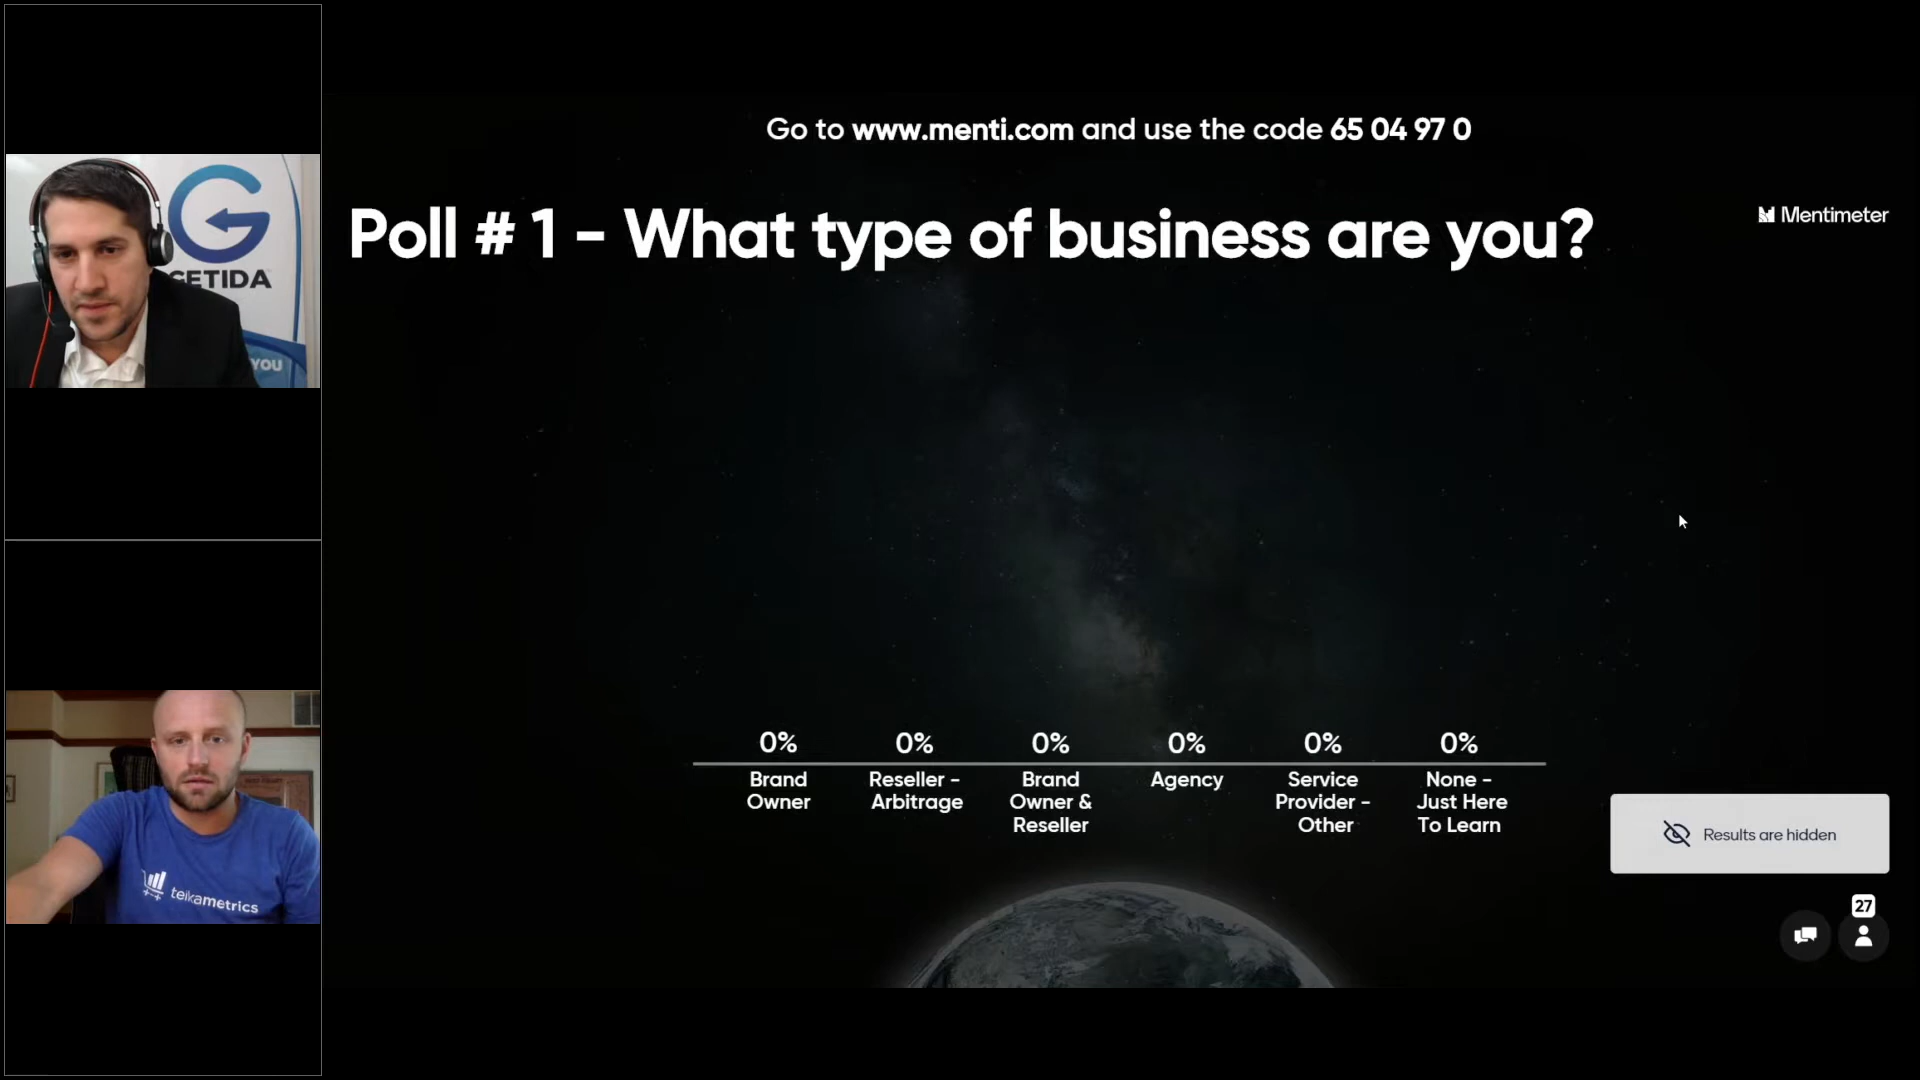 Go to www.menti.com and use the code 65 04 97 0
Poll # 1 - What type of business are you?
Mentimeter
GETIDA
YOU
teikametrics
0%
0%
0%
0%
0%
0%
Brand
Owner
Reseller -
Arbitrage
Brand
Owner &
Reseller
Agency
Service
Provider -
Other
None -
Just Here
To Learn
Results are hidden
27